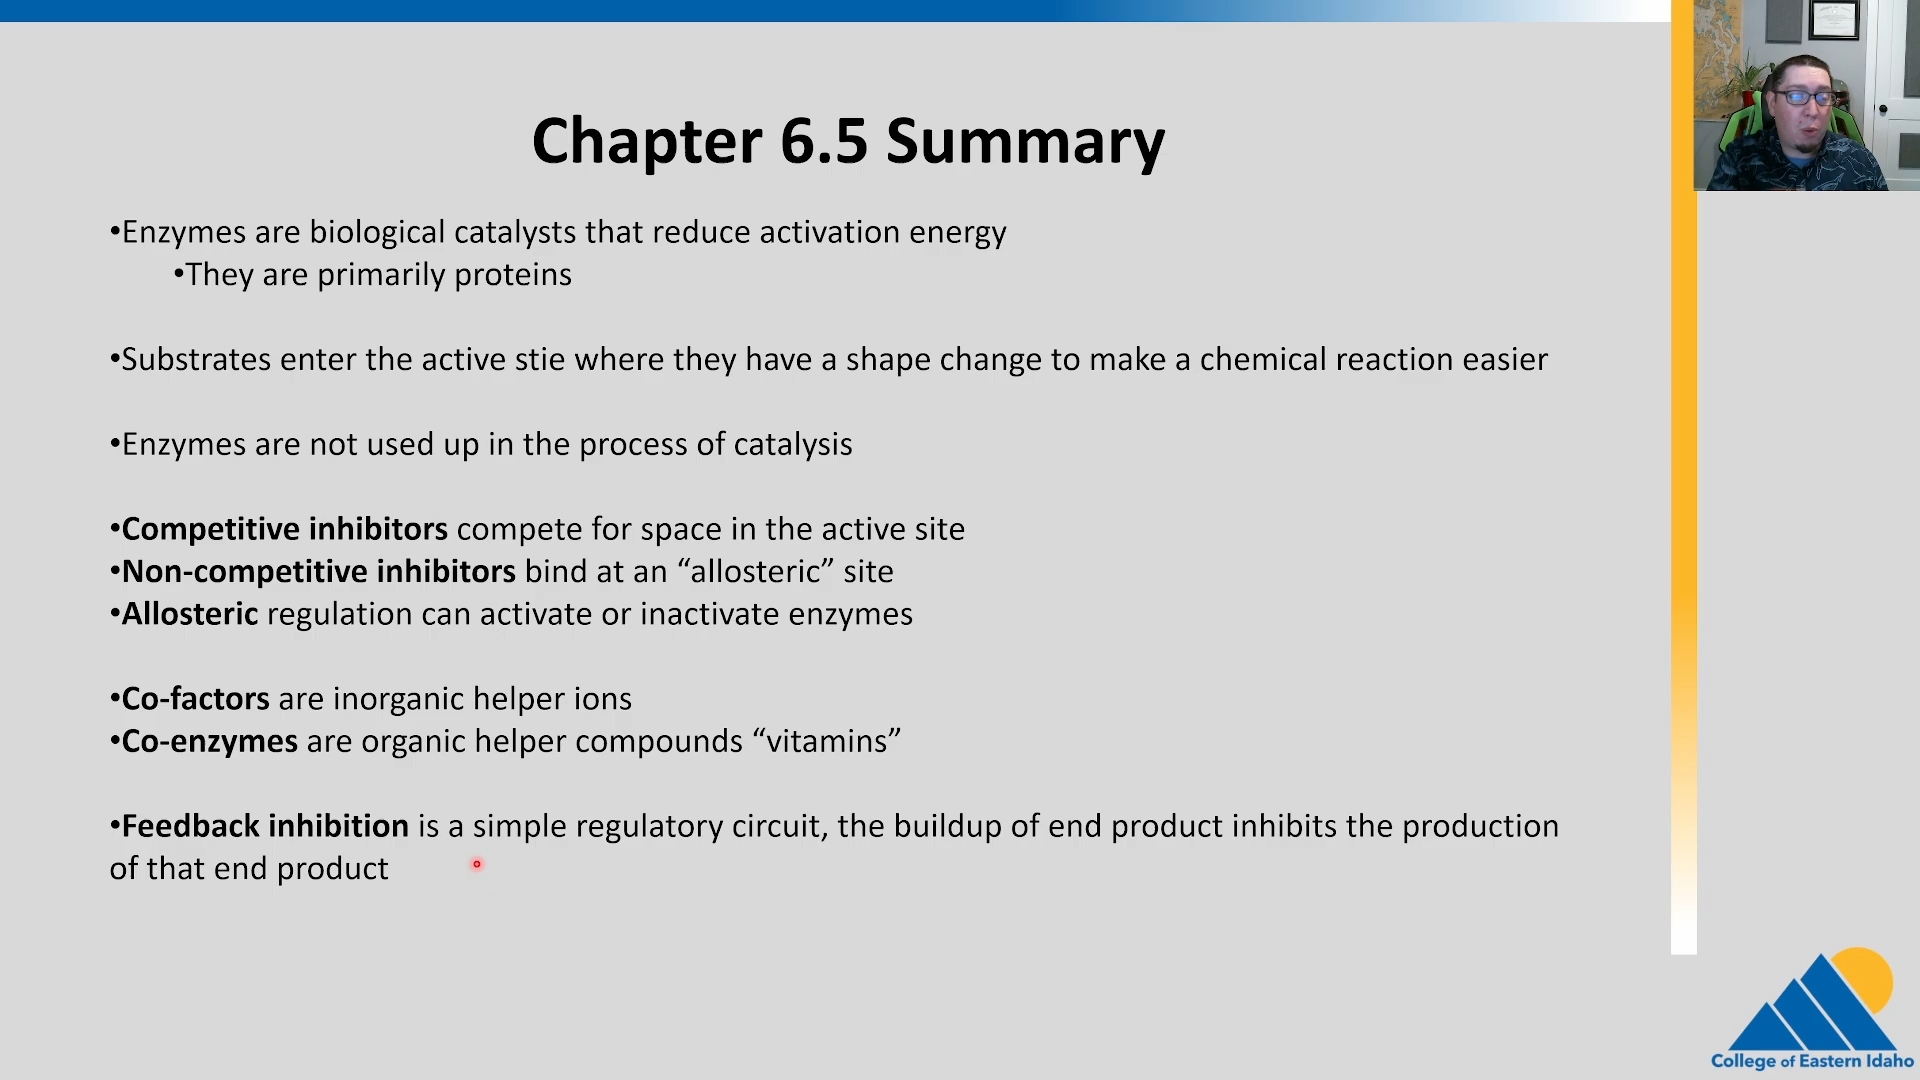 Chapter 6.5 Summary
•Enzymes are biological catalysts that reduce activation energy
•They are primarily proteins
•Substrates enter the active stie where they have a shape change to make a chemical reaction easier
•Enzymes are not used up in the process of catalysis
•Competitive inhibitors compete for space in the active site
•Non-competitive inhibitors bind at an “allosteric” site
•Allosteric regulation can activate or inactivate enzymes
•Co-factors are inorganic helper ions
•Co-enzymes are organic helper compounds “vitamins”
•Feedback inhibition is a simple regulatory circuit, the buildup of end product inhibits the production
of that end product
College of Eastern Idaho